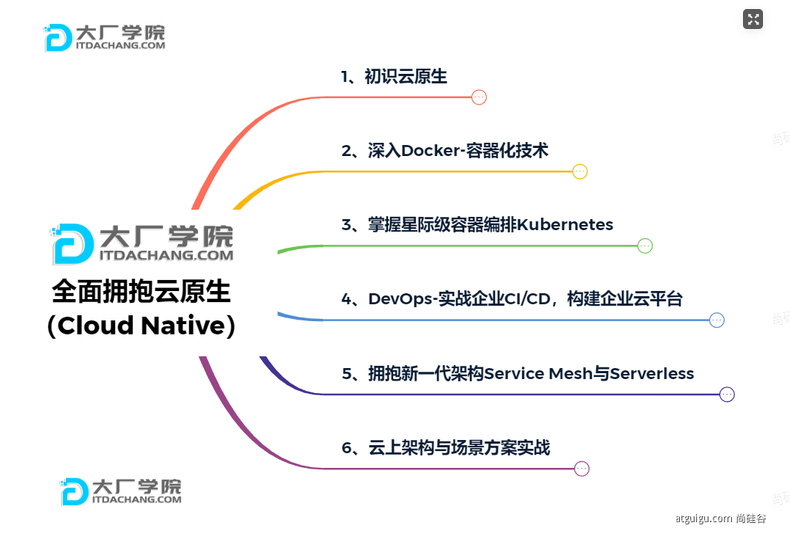 大厂学院
ITDACHANG.COM
1、初识云原生
2、深入Docker-容器化技术
3、掌握星际级容器编排Kubernetes
大厂学院
ITDACHANG.COM
全面拥抱云原生
（Cloud Native）
4、DevOps-实战企业CI/CD，构建企业云平台
5、拥抱新一代架构Service Mesh与Serverless
6、云上架构与场景方案实战
大厂学院
ITDACHANG.COM
atguigu.com 尚硅谷